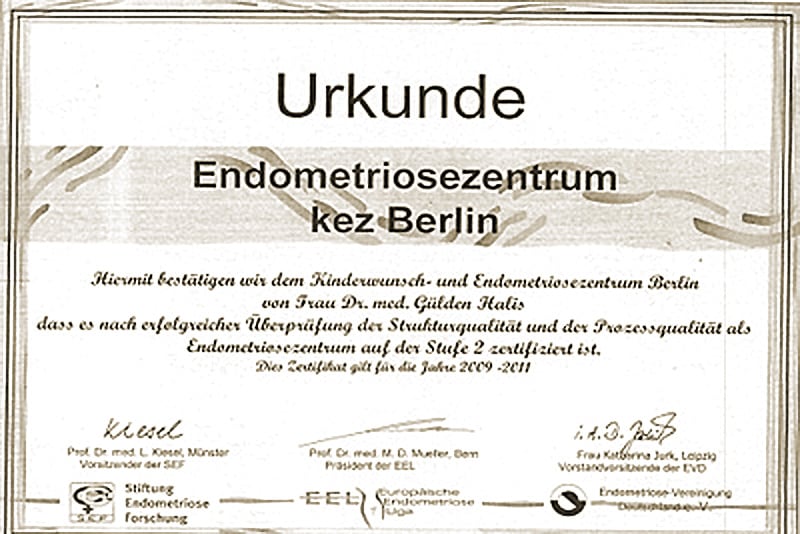 Urkunde
Endometriosezentrum
kez Berlin
Hiermit bestätigen wir dem Kinderwunsch- und Endometriosezentrum Berlin
von Frau Dr. med. Gülden Halis
dass es nach erfolgreicher Überprüfung der Strukturqualität und der Prozessqualität als
Endometriosezentrum auf der Stufe 2 zertifiziert ist.
Dies Zertifikat gilt für die Jahre 2009 -2011
Kiesel
i.A.D.
Prof. Dr. med. L. Kiesel, Münster
Vorsitzender der SEF
Prof. Dr. med. M. D. Mueller, Bern
Präsident der EEL
Frau Katharina Jork, Leipzig
Vorstandvorsitzende der EVD
S.E.F.
Stiftung
Endometriose
Forschung
EEL
Europäische
Endometriose
Liga
Endometriose-Vereinigung
Deutschland e. V.